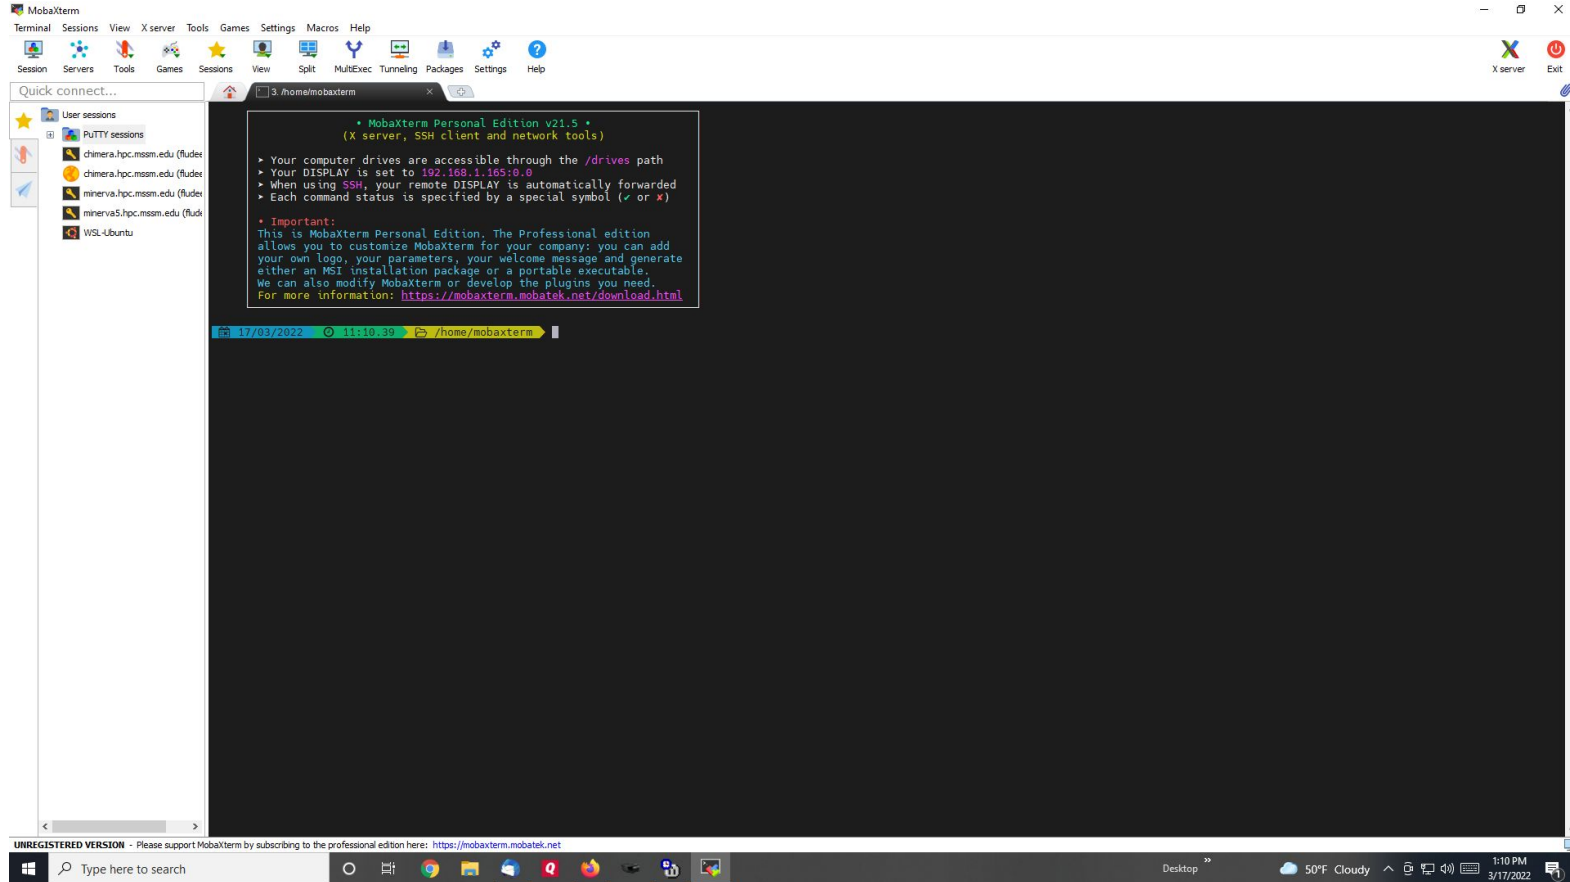 MobaXterm
Terminal Sessions View X server Tools Games Settings Macros Help
Session Servers Tools Games Sessions View Split MultiExec Tunneling Packages Settings Help X server Exit
Quick connect...
3. /home/mobaxterm
User sessions
PuTTY sessions
chimera.hpc.mssm.edu (fludee
chimera.hpc.mssm.edu (fludee
minerva.hpc.mssm.edu (fludee
minerva5.hpc.mssm.edu (flude
WSL-Ubuntu
• MobaXterm Personal Edition v21.5 •
(X server, SSH client and network tools)
➤ Your computer drives are accessible through the /drives path
➤ Your DISPLAY is set to 192.168.1.165:0.0
➤ When using SSH, your remote DISPLAY is automatically forwarded
➤ Each command status is specified by a special symbol (✔ or ✘)
• Important:
This is MobaXterm Personal Edition. The Professional edition
allows you to customize MobaXterm for your company: you can add
your own logo, your parameters, your welcome message and generate
either an MSI installation package or a portable executable.
We can also modify MobaXterm or develop the plugins you need.
For more information: https://mobaxterm.mobatek.net/download.html
17/03/2022 11:10.39 /home/mobaxterm
UNREGISTERED VERSION - Please support MobaXterm by subscribing to the professional edition here: https://mobaxterm.mobatek.net
Type here to search
Desktop
50°F Cloudy
1:10 PM
3/17/2022